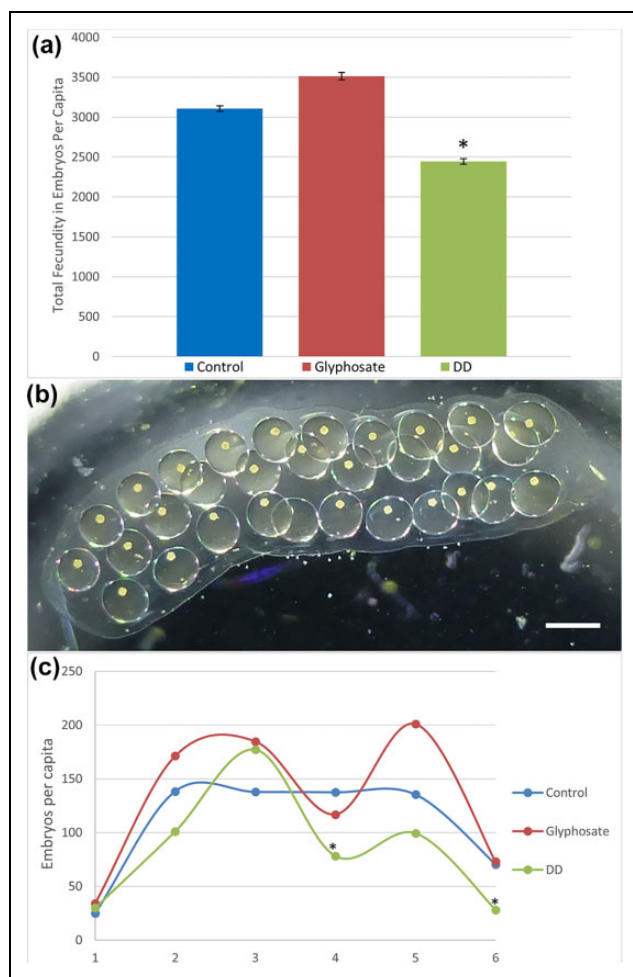 (a)
Total Fecundity in Embryos Per Capita
4000
3500
3000
2500
2000
1500
1000
500
0
*
Control
Glyphosate
DD
(b)
(c)
Embryos per capita
250
200
150
100
50
0
*
*
1 2 3 4 5 6
Control
Glyphosate
DD